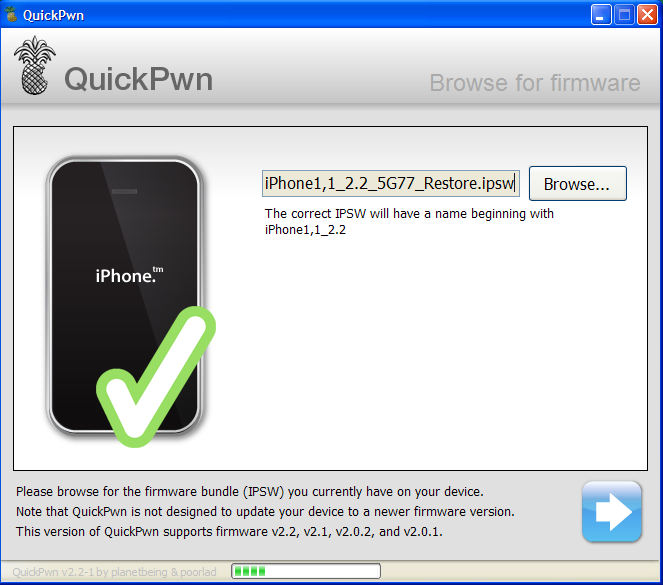 QuickPwn
QuickPwn
Browse for firmware
iPhone.™
iPhone1,1_2.2_5G77_Restore.ipsw
Browse...
The correct IPSW will have a name beginning with
iPhone1,1_2.2
Please browse for the firmware bundle (IPSW) you currently have on your device.
Note that QuickPwn is not designed to update your device to a newer firmware version.
This version of QuickPwn supports firmware v2.2, v2.1, v2.0.2, and v2.0.1.
QuickPwn v2.2-1 by planetbeing & poorlad